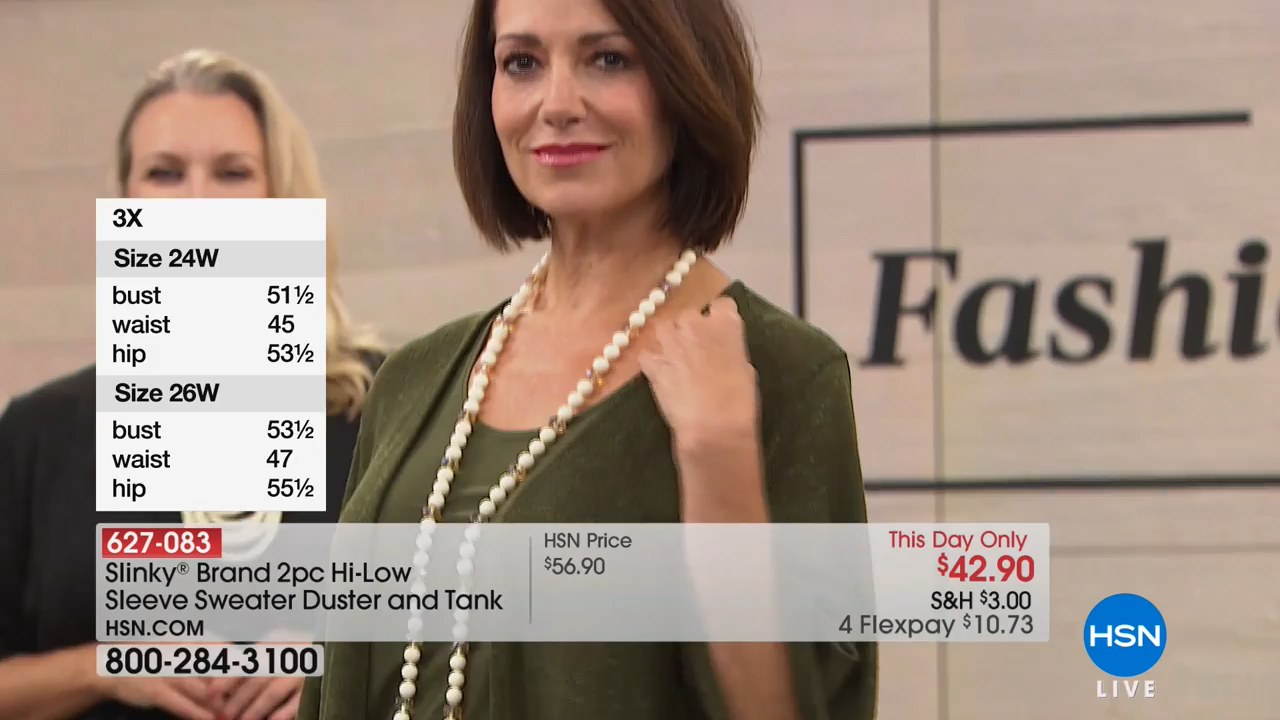 3X
Size 24W
bust 51½
waist 45
hip 53½
Size 26W
bust 53½
waist 47
hip 55½
Fashi
627-083
Slinky® Brand 2pc Hi-Low
Sleeve Sweater Duster and Tank
HSN.COM
800-284-3100
HSN Price
$56.90
This Day Only
$42.90
S&H $3.00
4 Flexpay $10.73
HSN
LIVE